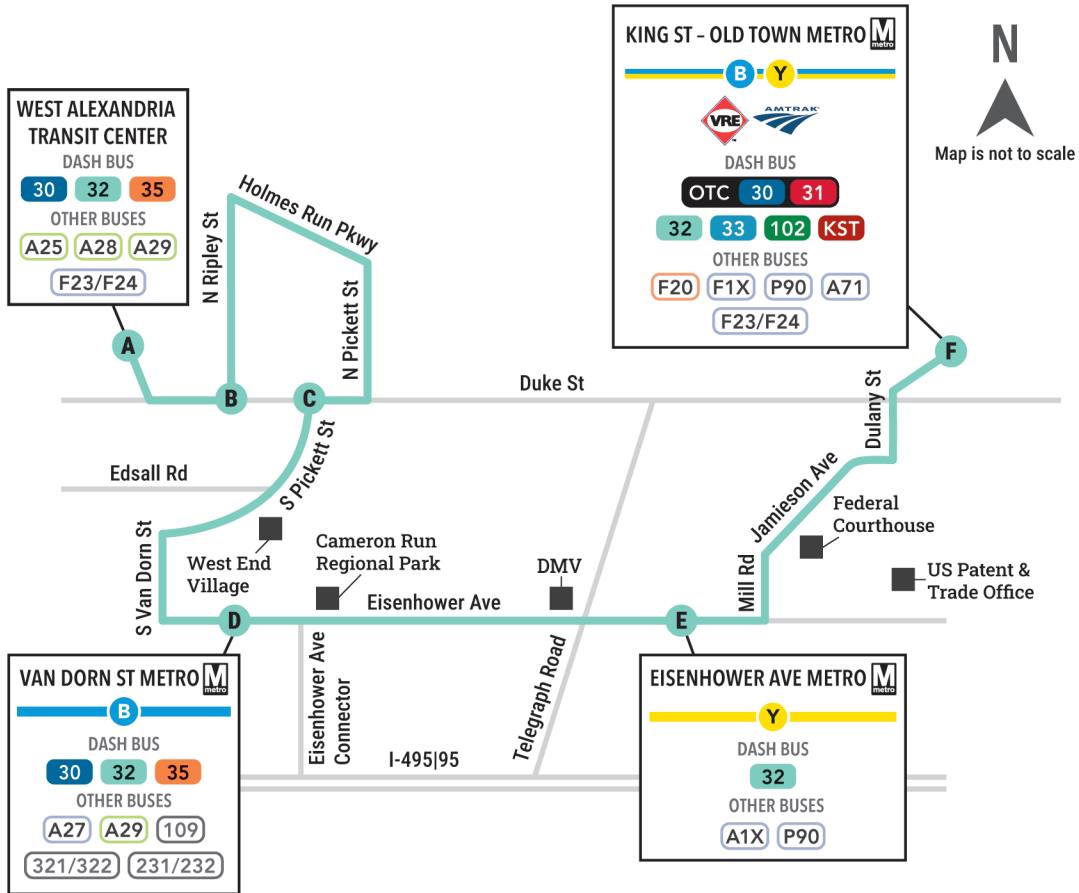 KING ST – OLD TOWN METRO
M
metro
B Y
VRE
AMTRAK
DASH BUS
OTC 30 31
32 33 102 KST
OTHER BUSES
F20 F1X P90 A71
F23/F24
N
Map is not to scale
WEST ALEXANDRIA
TRANSIT CENTER
DASH BUS
30 32 35
OTHER BUSES
A25 A28 A29
F23/F24
N Ripley St
Holmes Run Pkwy
N Pickett St
A
B
C
F
Duke St
Dulany St
Edsall Rd
S Pickett St
Jamieson Ave
S Van Dorn St
West End
Village
Cameron Run
Regional Park
DMV
Federal
Courthouse
US Patent &
Trade Office
Mill Rd
Eisenhower Ave
D
E
Eisenhower Ave
Connector
Telegraph Road
I-495|95
VAN DORN ST METRO
M
metro
B
DASH BUS
30 32 35
OTHER BUSES
A27 A29 109
321/322 231/232
EISENHOWER AVE METRO
M
metro
Y
DASH BUS
32
OTHER BUSES
A1X P90